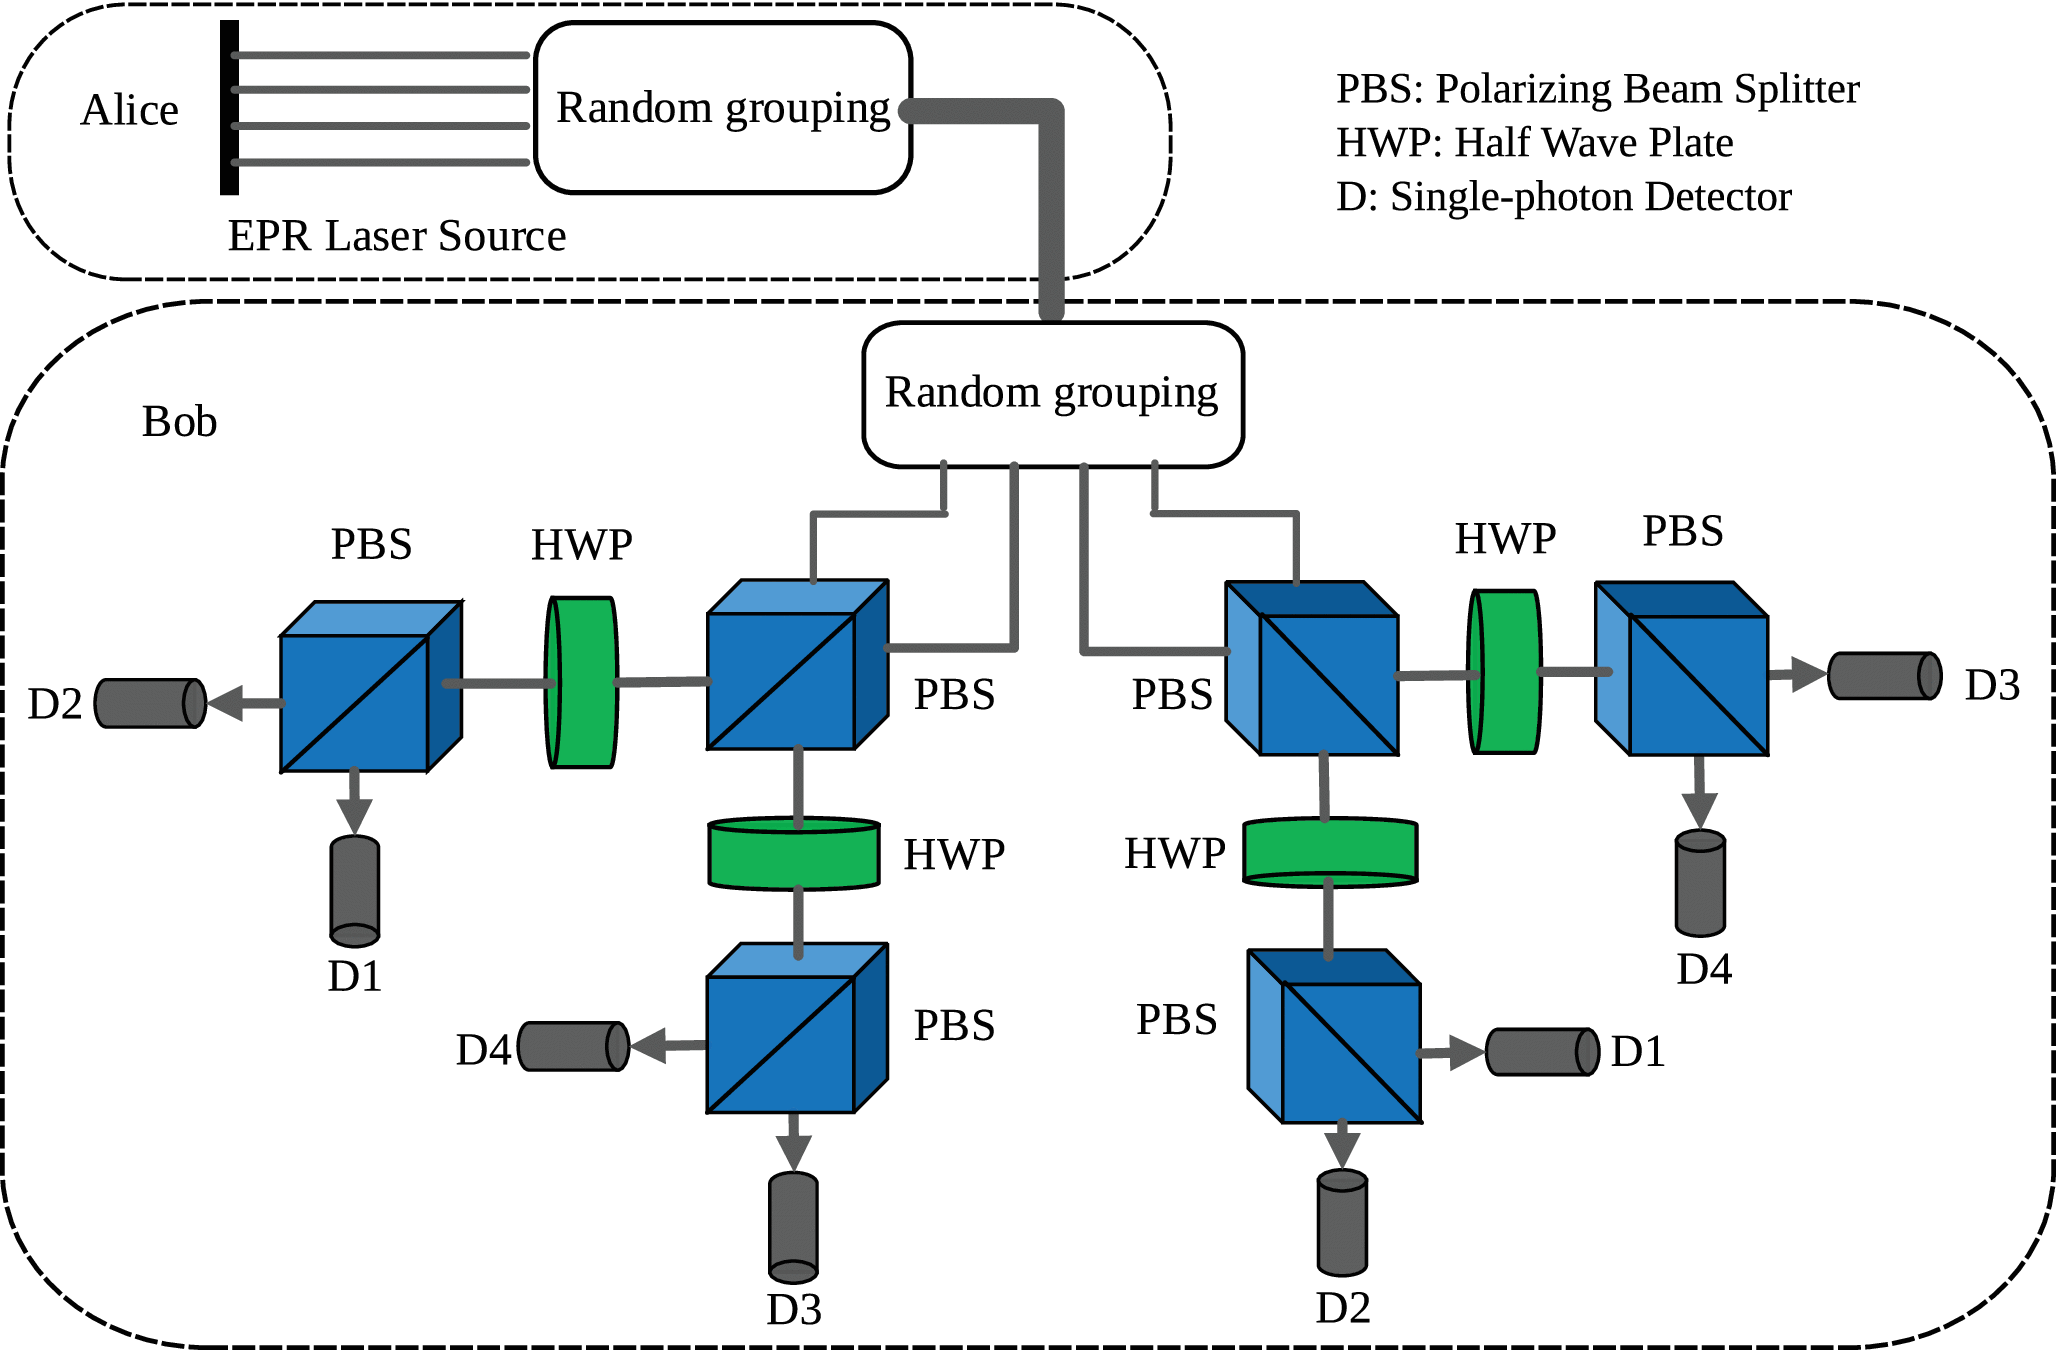 Alice
Random grouping
EPR Laser Source
PBS: Polarizing Beam Splitter
HWP: Half Wave Plate
D: Single-photon Detector
Random grouping
Bob
PBS
HWP
HWP
PBS
D2
PBS
PBS
D3
D1
HWP
HWP
D4
D4
PBS
PBS
D1
D3
D2